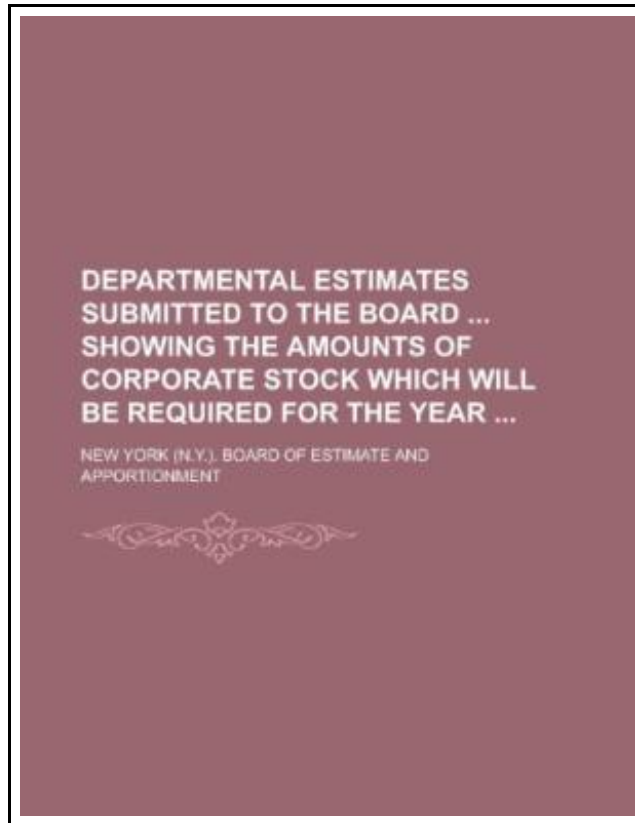 DEPARTMENTAL ESTIMATES
SUBMITTED TO THE BOARD ...
SHOWING THE AMOUNTS OF
CORPORATE STOCK WHICH WILL
BE REQUIRED FOR THE YEAR ...
NEW YORK (N.Y.). BOARD OF ESTIMATE AND
APPORTIONMENT